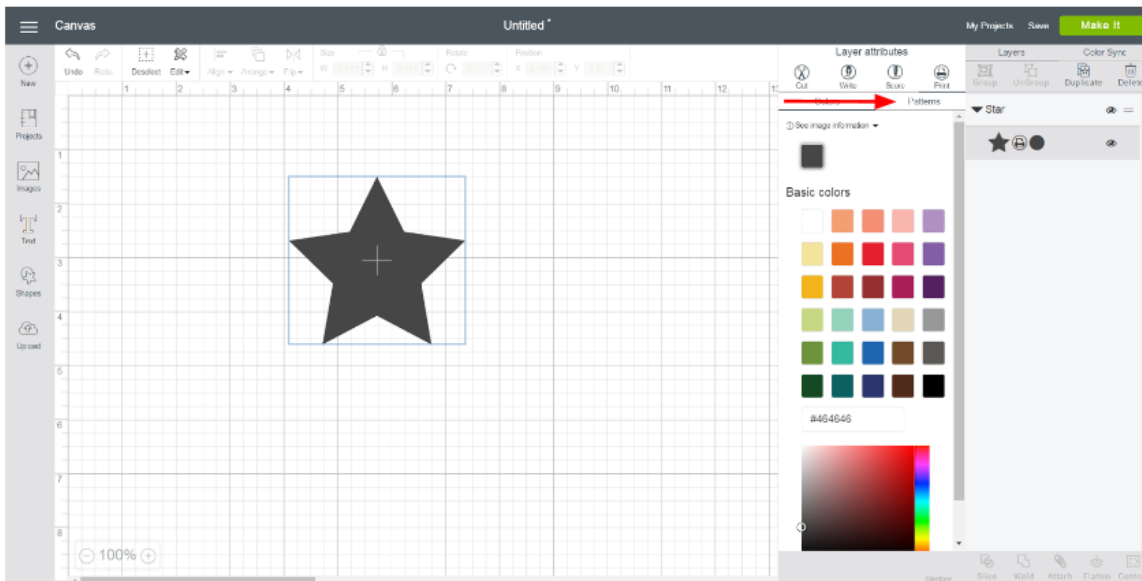 Canvas
Untitled *
My Projects Save Make It
Undo Redo Deselect Edit Align Arrange Flip Size Rotate Position
W H X Y
Layer attributes
Cut Write Score Print
Colors Patterns
Layers Color Sync
Group UnGroup Duplicate Delete
New
Projects
Images
Text
Shapes
Upload
1 2 3 4 5 6 7 8 9 10 11 12
1
2
3
4
5
6
7
8
See image information
Basic colors
#464646
Star
100%
Slice Weld Attach Flatten